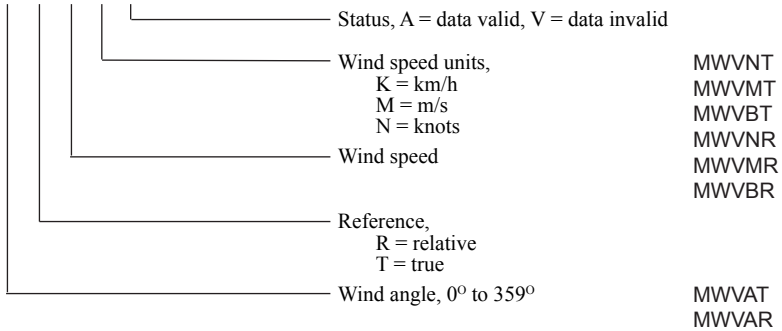 Status, A = data valid, V = data invalid
Wind speed units,
K = km/h
M = m/s
N = knots
Wind speed
MWVNT
MWVMT
MWVBT
MWVNR
MWVMR
MWVBR
Reference,
R = relative
T = true
Wind angle, 0° to 359°
MWVAT
MWVAR